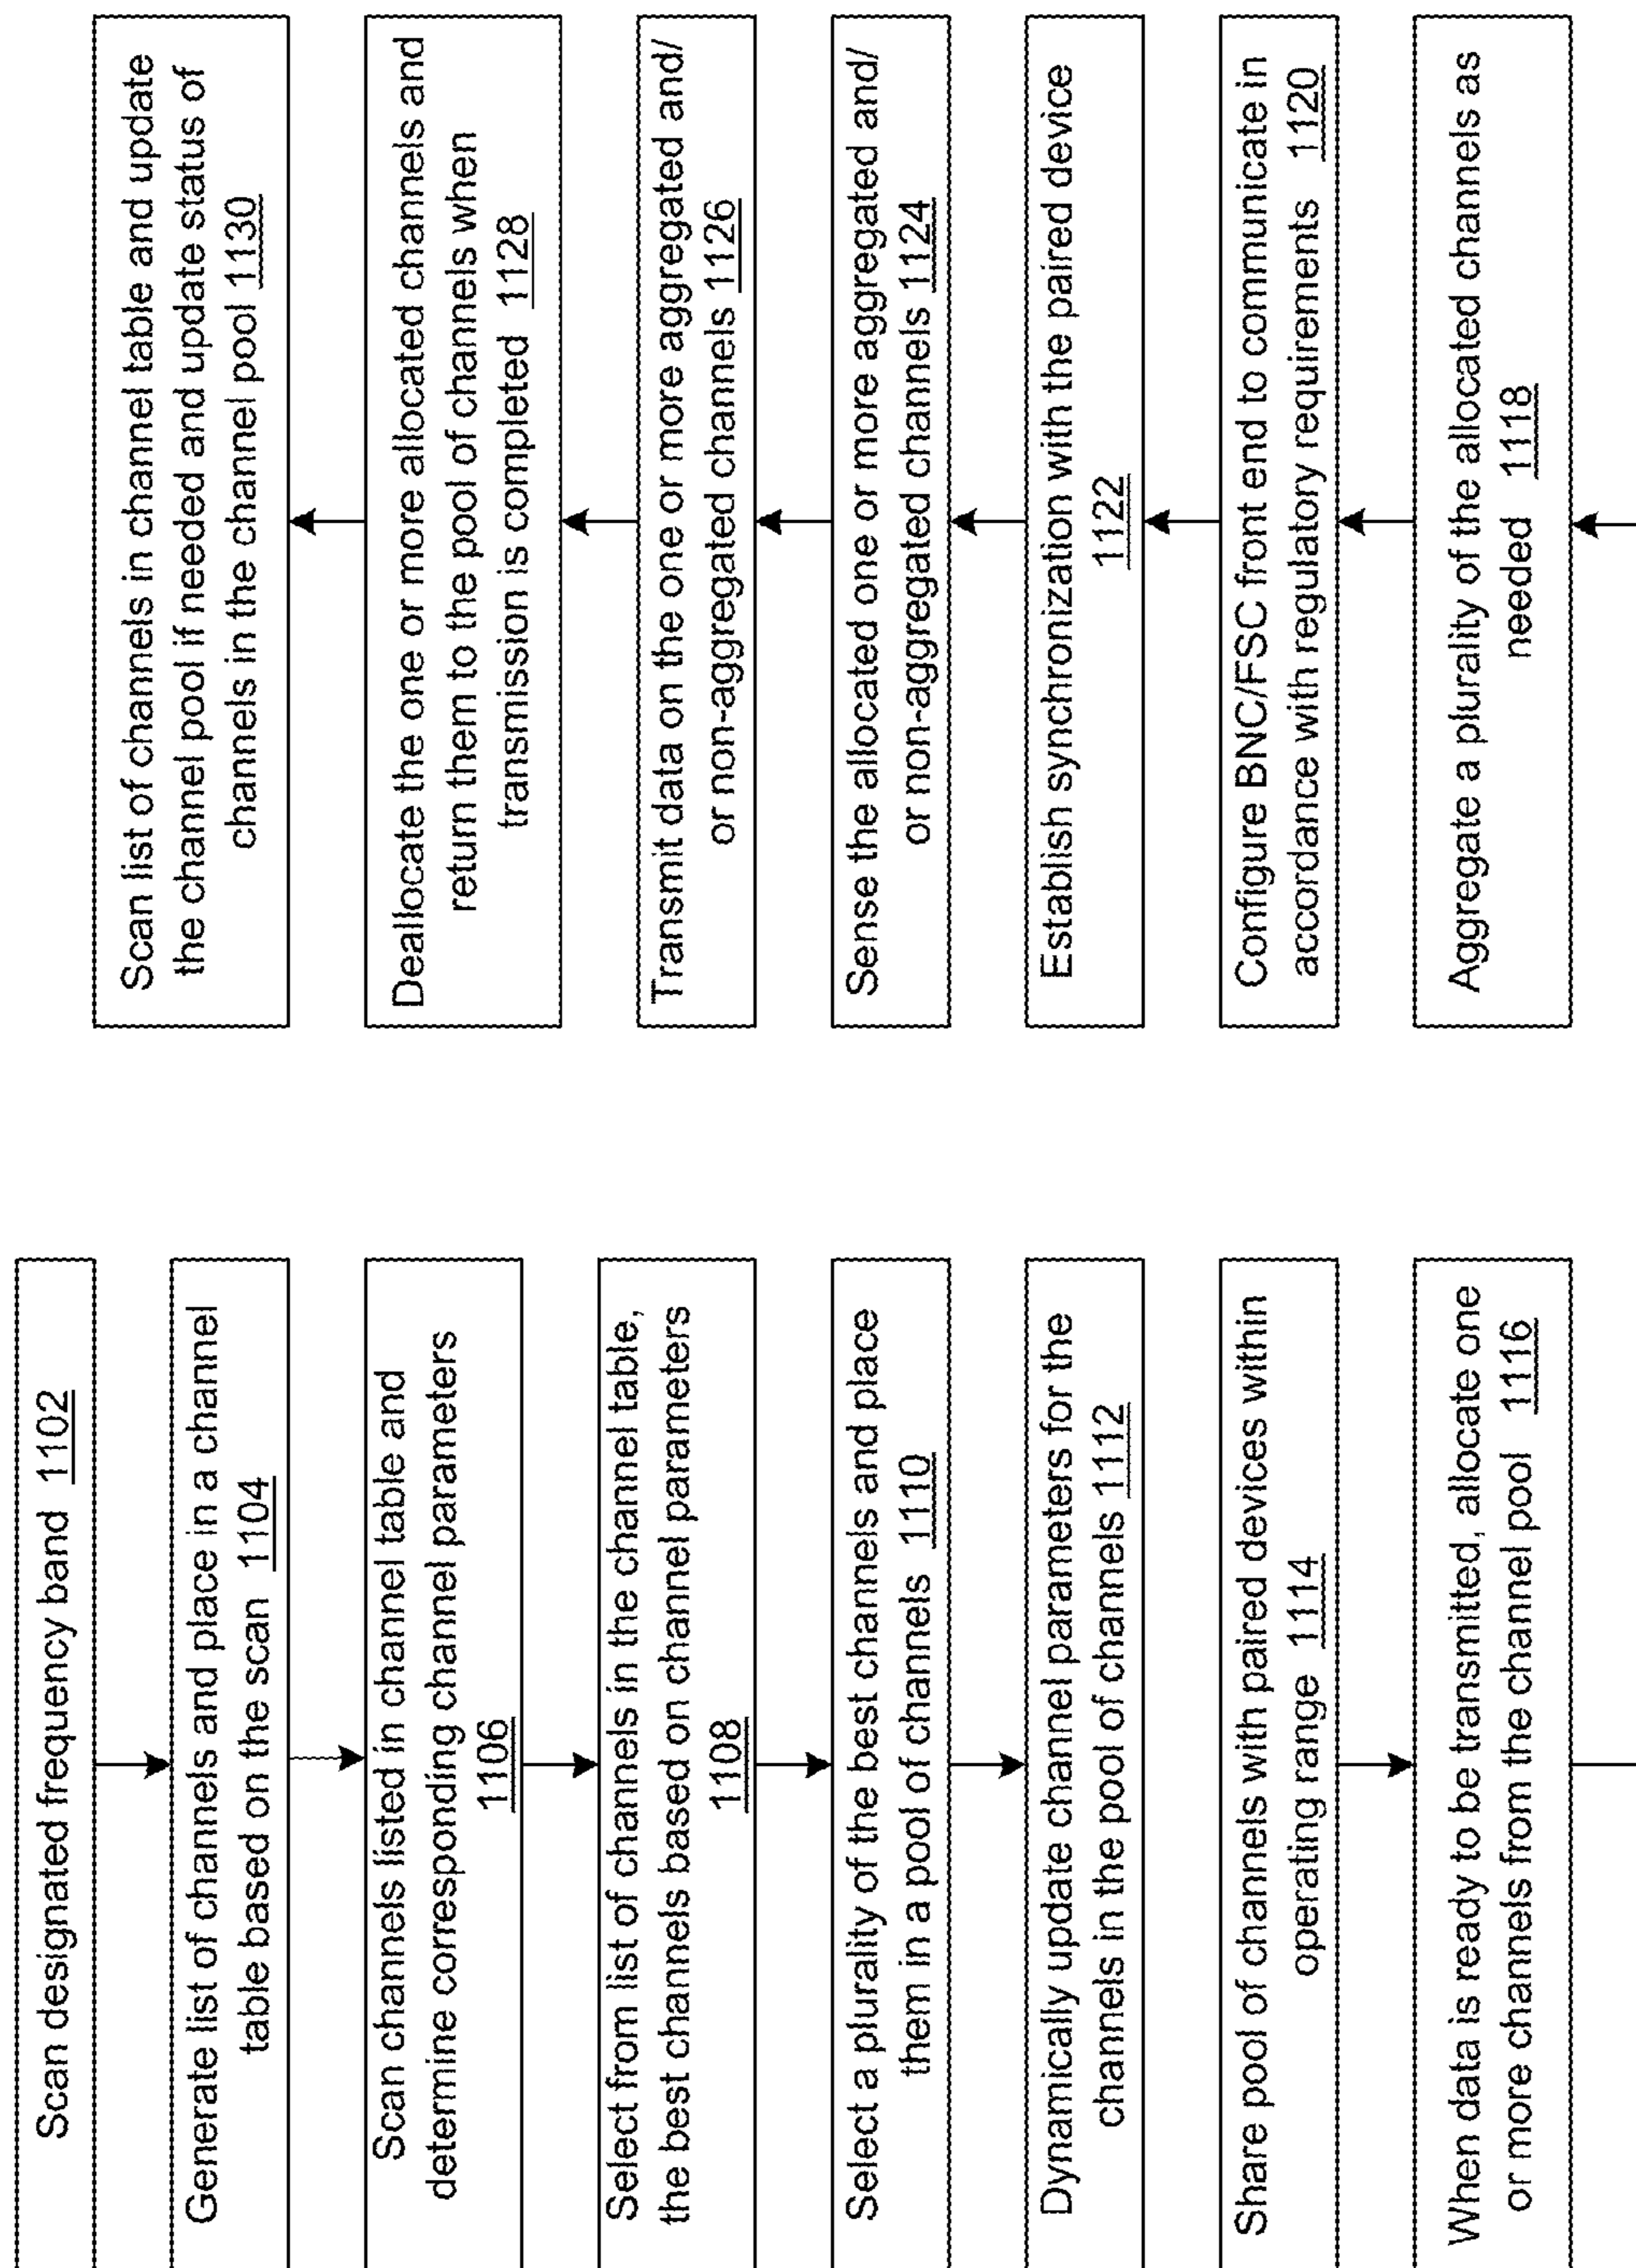 Scan designated frequency band 1102
Generate list of channels and place in a channel
table based on the scan 1104
Scan channels listed in channel table and
determine corresponding channel parameters
1106
Select from list of channels in the channel table,
the best channels based on channel parameters
1108
Select a plurality of the best channels and place
them in a pool of channels 1110
Dynamically update channel parameters for the
channels in the pool of channels 1112
Share pool of channels with paired devices within
operating range 1114
When data is ready to be transmitted, allocate one
or more channels from the channel pool 1116
Aggregate a plurality of the allocated channels as
needed 1118
Configure BNC/FSC front end to communicate in
accordance with regulatory requirements 1120
Establish synchronization with the paired device
1122
Sense the allocated one or more aggregated and/
or non-aggregated channels 1124
Transmit data on the one or more aggregated and/
or non-aggregated channels 1126
Deallocate the one or more allocated channels and
return them to the pool of channels when
transmission is completed 1128
Scan list of channels in channel table and update
the channel pool if needed and update status of
channels in the channel pool 1130